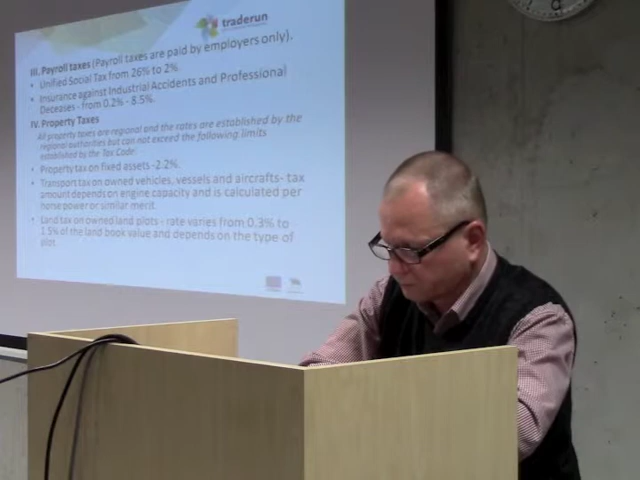 traderun
III. Payroll taxes (Payroll taxes are paid by employers only).
• Unified Social Tax from 26% to 2%
• Insurance against Industrial Accidents and Professional
Deceases - from 0.2% - 8.5%.
IV. Property Taxes
All property taxes are regional and the rates are established by the
regional authorities but can not exceed the following limits
established by the Tax Code:
• Property tax on fixed assets -2.2%.
• Transport tax on owned vehicles, vessels and aircrafts- tax
amount depends on engine capacity and is calculated per
horse power or similar merit.
• Land tax on owned land plots - rate varies from 0.3% to
1.5% of the land book value and depends on the type of
plot.